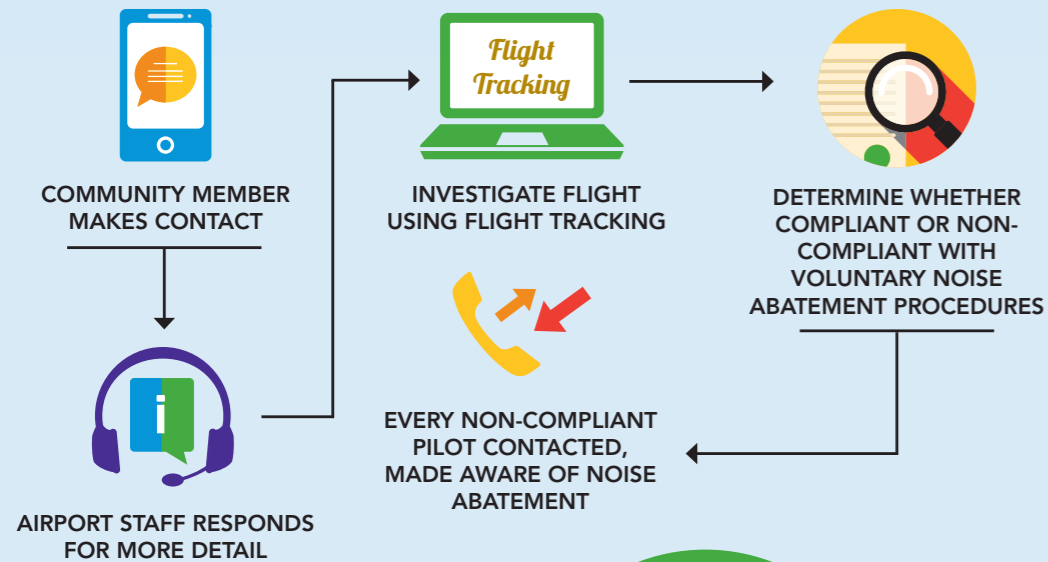 COMMUNITY MEMBER
MAKES CONTACT
i
AIRPORT STAFF RESPONDS
FOR MORE DETAIL
Flight
Tracking
INVESTIGATE FLIGHT
USING FLIGHT TRACKING
DETERMINE WHETHER
COMPLIANT OR NON-
COMPLIANT WITH
VOLUNTARY NOISE
ABATEMENT PROCEDURES
EVERY NON-COMPLIANT
PILOT CONTACTED,
MADE AWARE OF NOISE
ABATEMENT